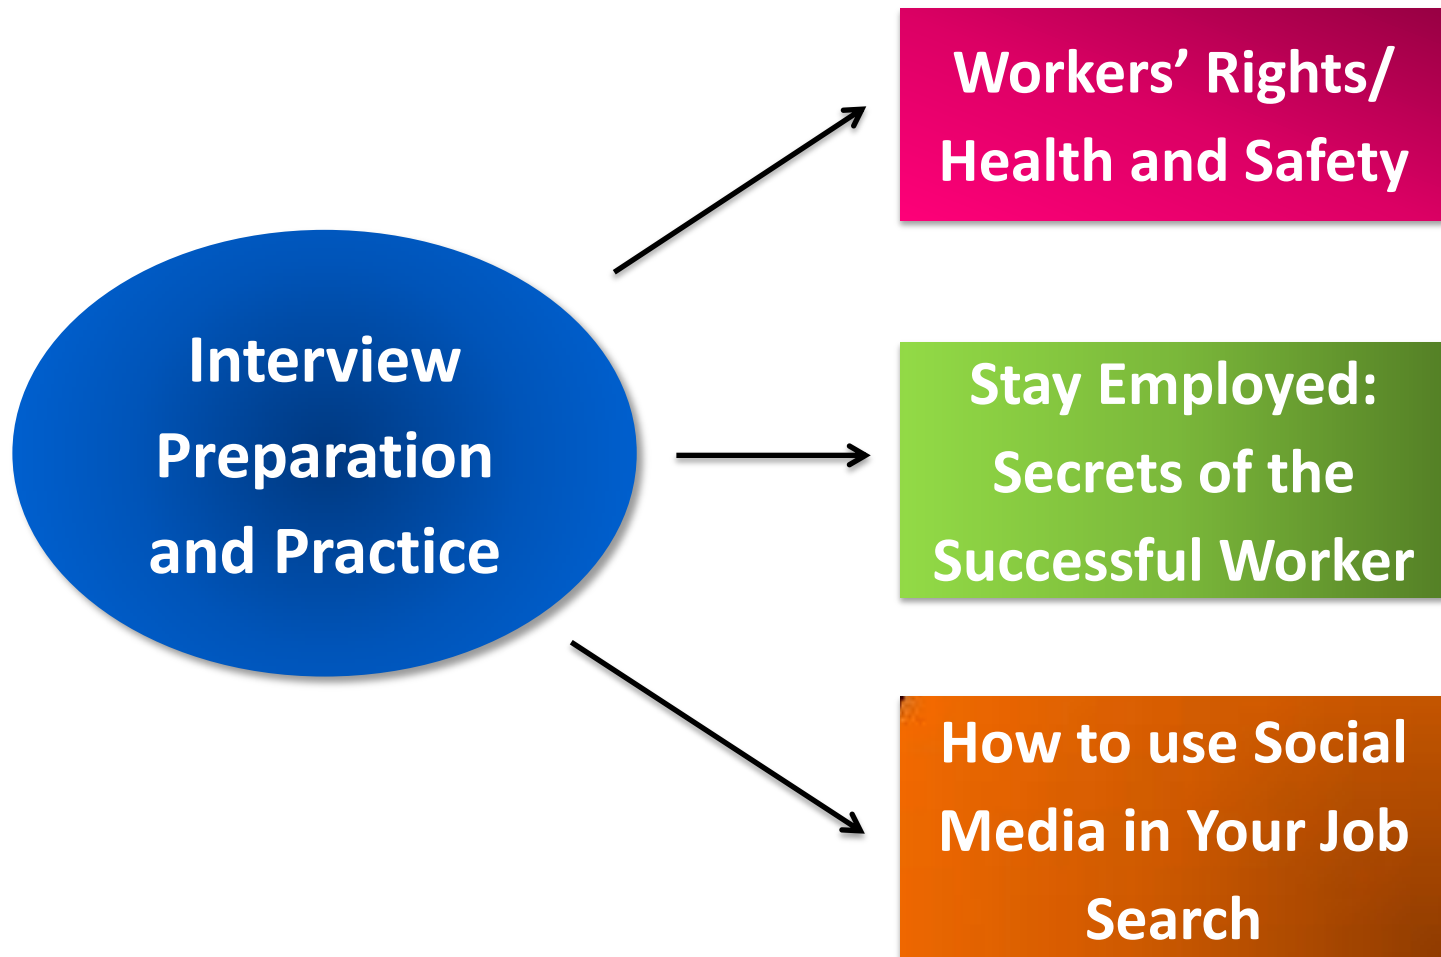 Interview
Preparation
and Practice
Workers’ Rights/
Health and Safety
Stay Employed:
Secrets of the
Successful Worker
How to use Social
Media in Your Job
Search